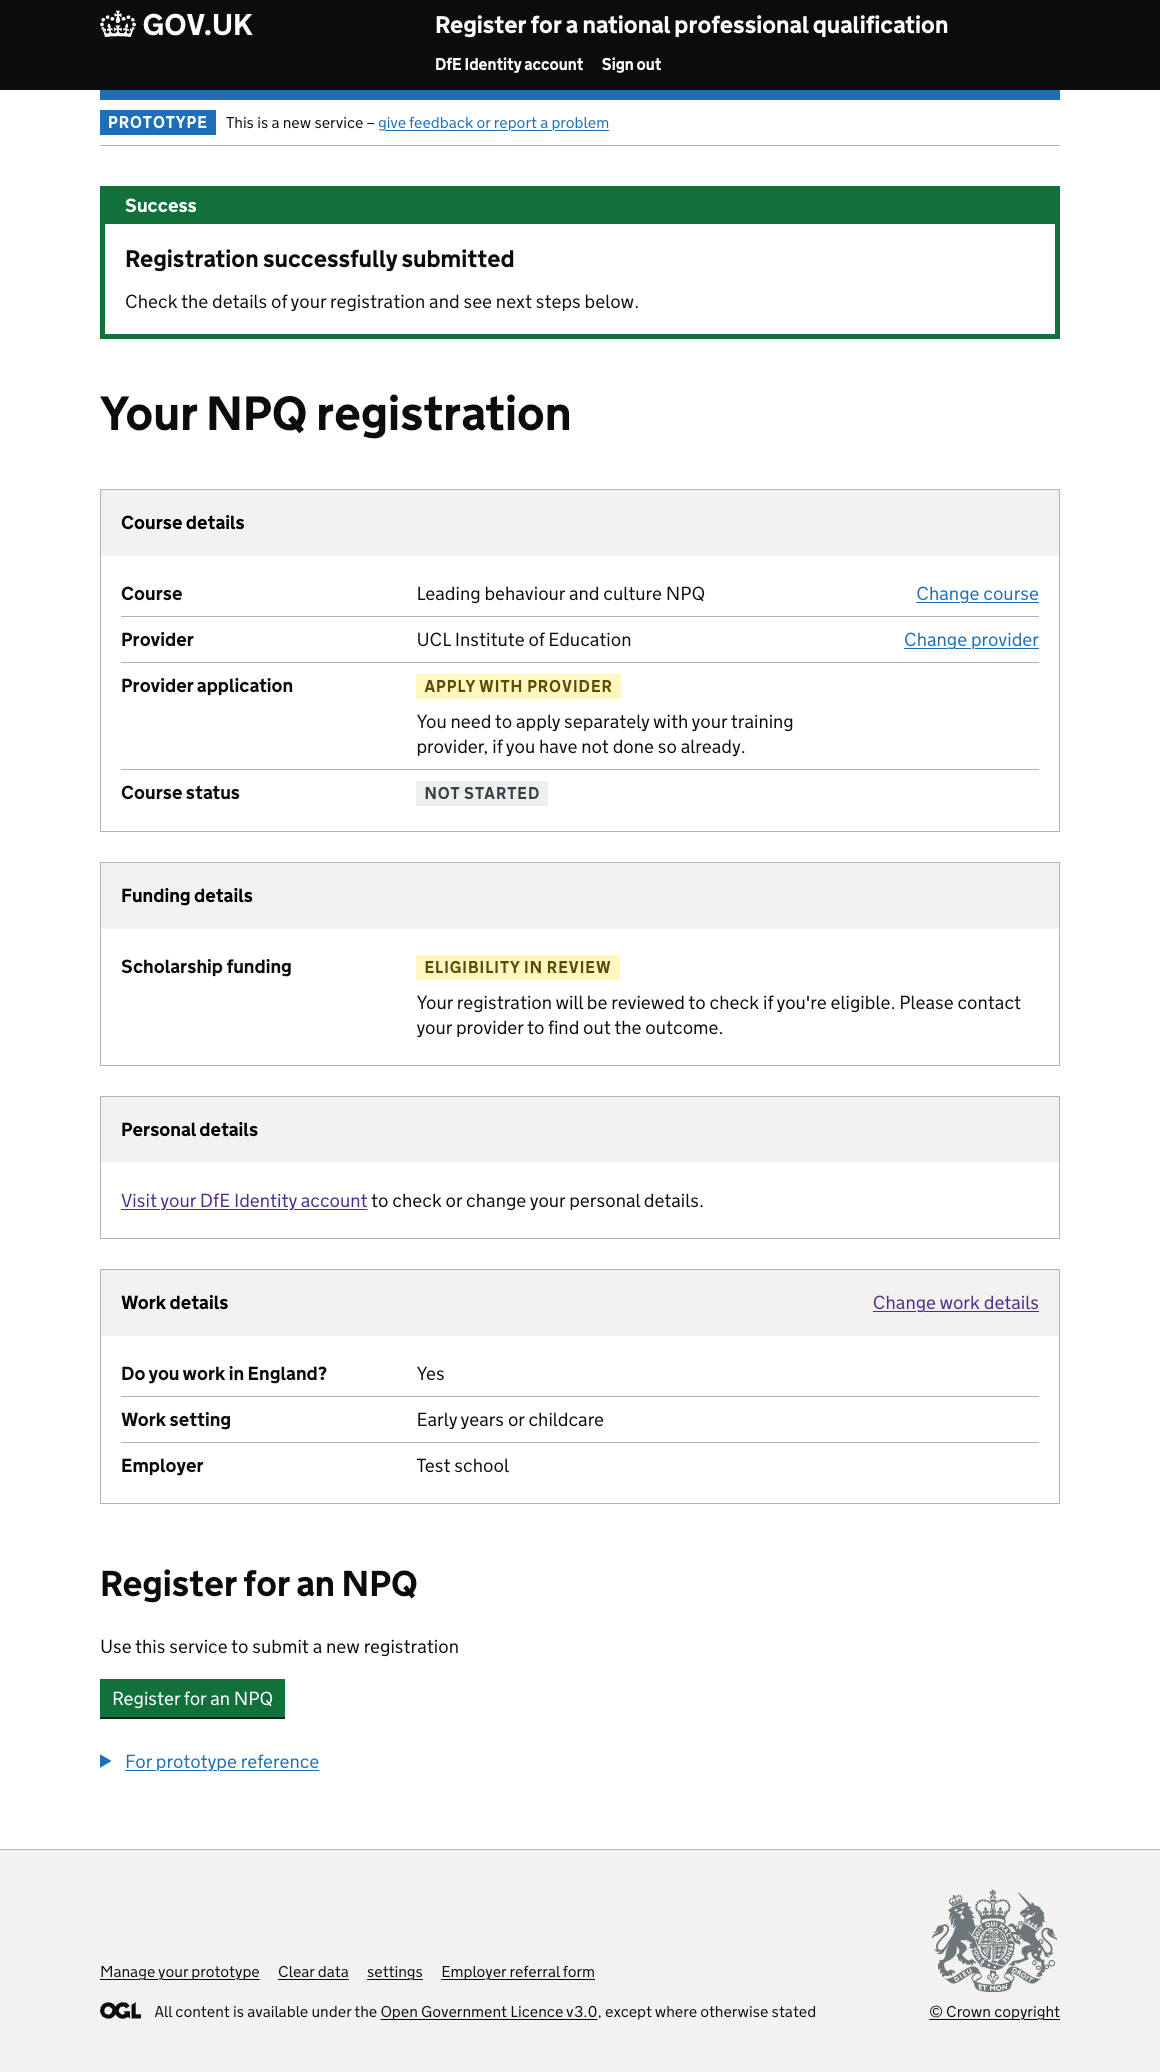 GOV.UK
Register for a national professional qualification
DfE Identity account Sign out
PROTOTYPE This is a new service – give feedback or report a problem
Success
Registration successfully submitted
Check the details of your registration and see next steps below.
Your NPQ registration
Course details
Course Leading behaviour and culture NPQ Change course
Provider UCL Institute of Education Change provider
Provider application APPLY WITH PROVIDER
You need to apply separately with your training
provider, if you have not done so already.
Course status NOT STARTED
Funding details
Scholarship funding ELIGIBILITY IN REVIEW
Your registration will be reviewed to check if you're eligible. Please contact
your provider to find out the outcome.
Personal details
Visit your DfE Identity account to check or change your personal details.
Work details Change work details
Do you work in England? Yes
Work setting Early years or childcare
Employer Test school
Register for an NPQ
Use this service to submit a new registration
Register for an NPQ
For prototype reference
Manage your prototype Clear data settings Employer referral form
OGL All content is available under the Open Government Licence v3.0, except where otherwise stated
© Crown copyright